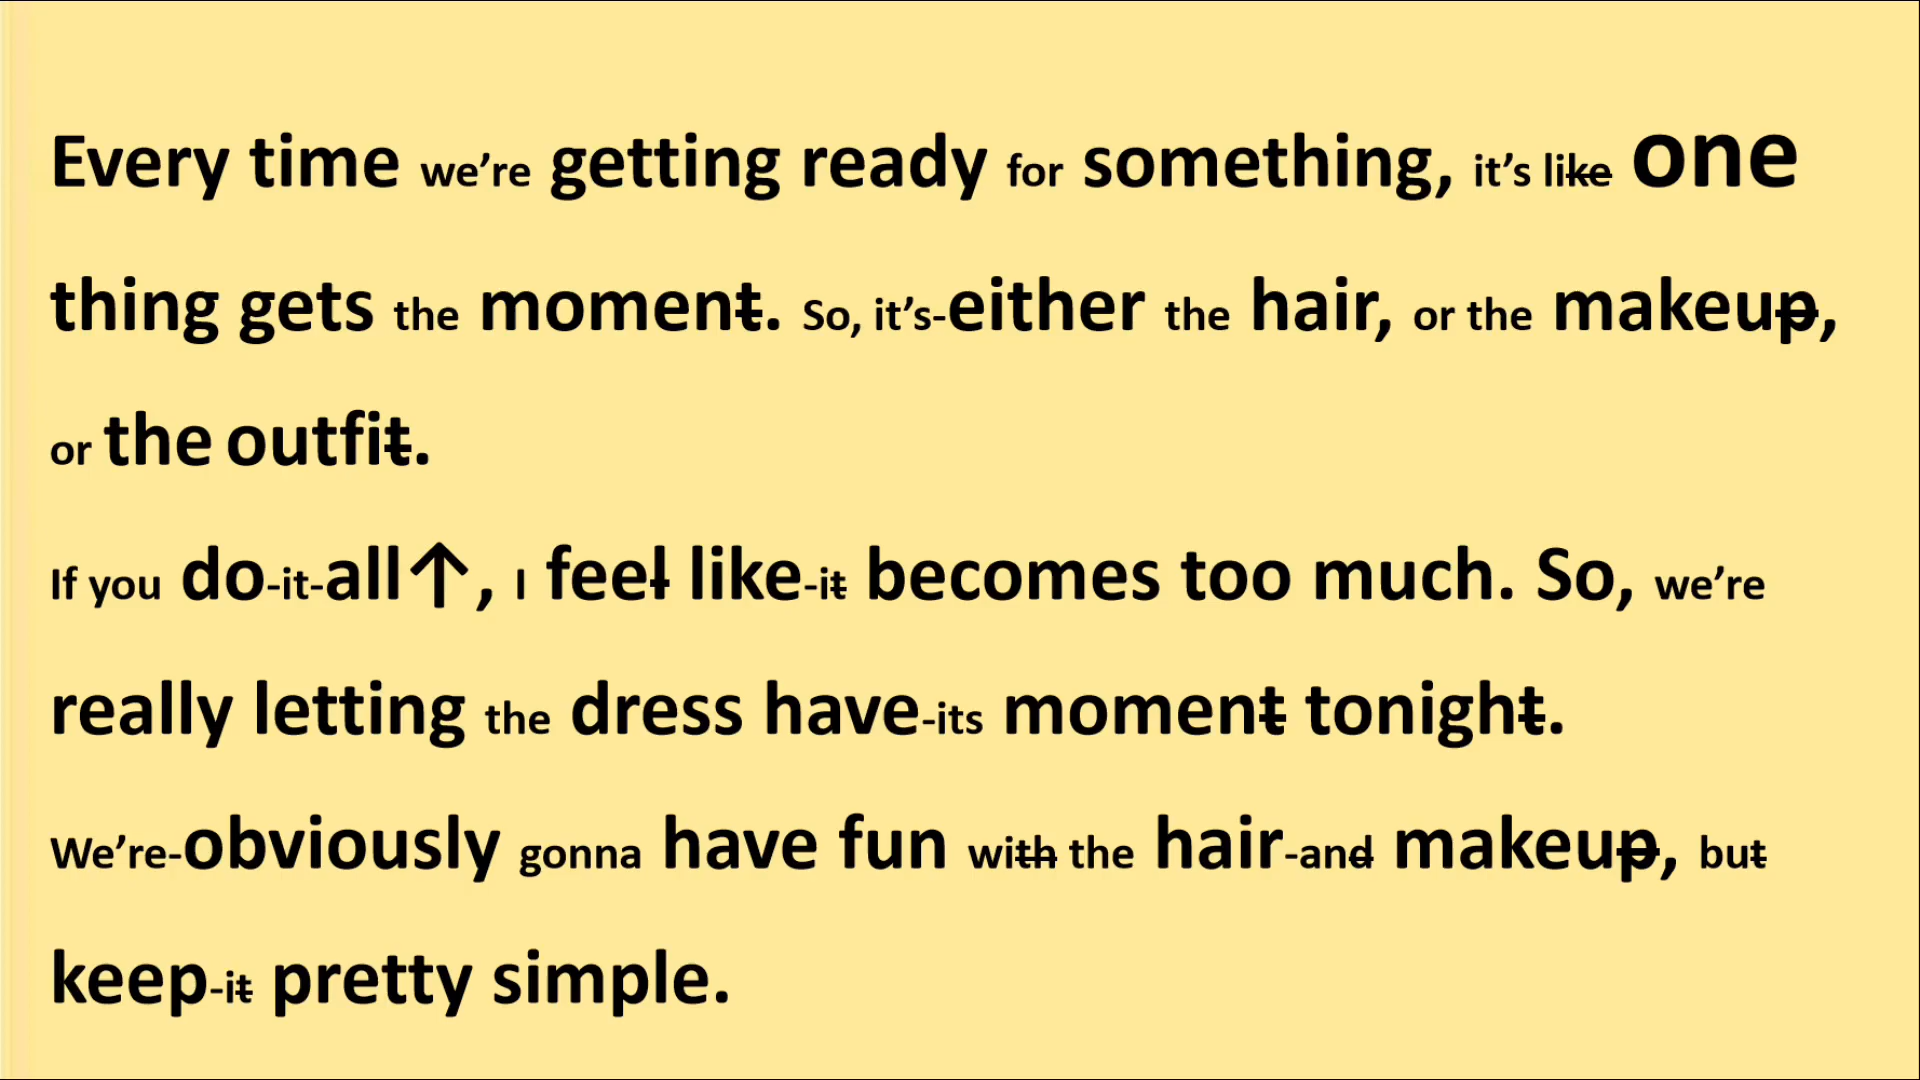 Every time we’re getting ready for something, it’s like one
thing gets the moment. So, it’s-either the hair, or the makeup,
or the outfit.
If you do-it-all↑, I feel like-it becomes too much. So, we’re
really letting the dress have-its moment tonight.
We’re-obviously gonna have fun with the hair-and makeup, but
keep-it pretty simple.